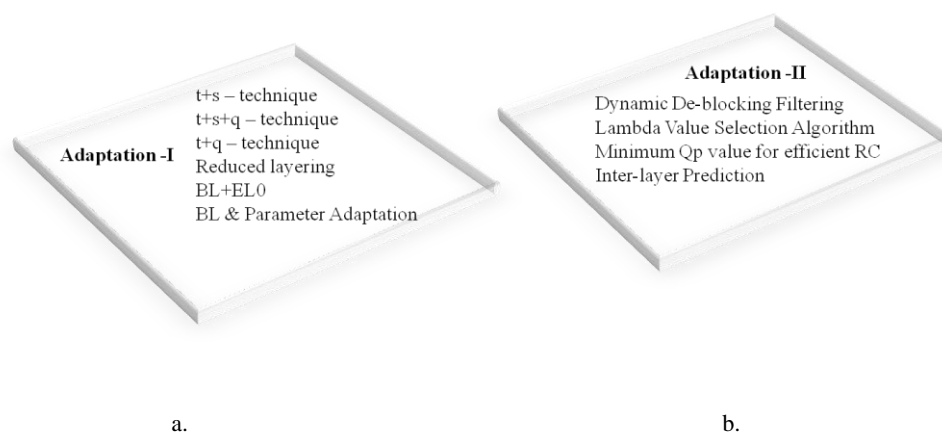 Adaptation -I
t+s – technique
t+s+q – technique
t+q – technique
Reduced layering
BL+EL0
BL & Parameter Adaptation
Adaptation -II
Dynamic De-blocking Filtering
Lambda Value Selection Algorithm
Minimum Qp value for efficient RC
Inter-layer Prediction
a.
b.